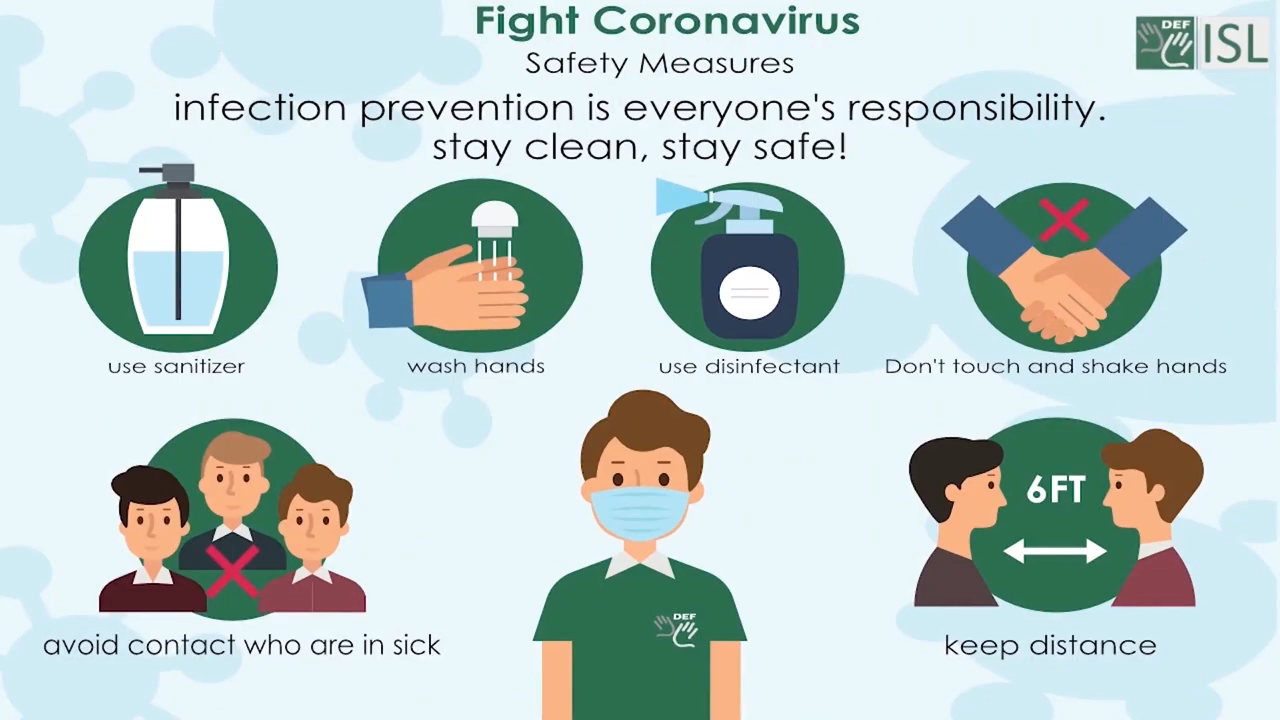 Fight Coronavirus
Safety Measures
infection prevention is everyone's responsibility.
stay clean, stay safe!
DEF
ISL
use sanitizer
wash hands
use disinfectant
Don't touch and shake hands
6FT
DEF
avoid contact who are in sick
keep distance